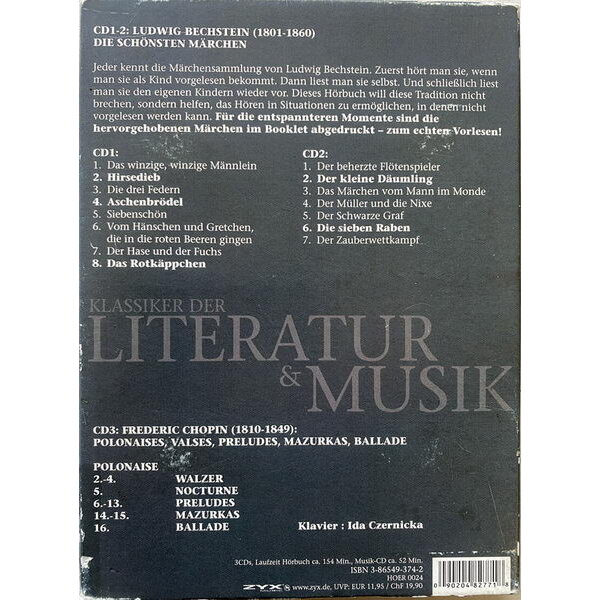 CD1-2: LUDWIG BECHSTEIN (1801-1860)
DIE SCHÖNSTEN MÄRCHEN
Jeder kennt die Märchensammlung von Ludwig Bechstein. Zuerst hört man sie, wenn
man sie als Kind vorgelesen bekommt. Dann liest man sie selbst. Und schließlich liest
man sie den eigenen Kindern wieder vor. Dieses Hörbuch will diese Tradition nicht
brechen, sondern helfen, das Hören in Situationen zu ermöglichen, in denen nicht
vorgelesen werden kann. Für die entspannteren Momente sind die
hervorgehobenen Märchen im Booklet abgedruckt – zum echten Vorlesen!
CD1:
1. Das winzige, winzige Männlein
2. Hirsedieb
3. Die drei Federn
4. Aschenbrödel
5. Siebenschön
6. Vom Hänschen und Gretchen,
die in die roten Beeren gingen
7. Der Hase und der Fuchs
8. Das Rotkäppchen
CD2:
1. Der beherzte Flötenspieler
2. Der kleine Däumling
3. Das Märchen vom Mann im Monde
4. Der Müller und die Nixe
5. Der Schwarze Graf
6. Die sieben Raben
7. Der Zauberwettkampf
KLASSIKER DER
LITERATUR
& MUSIK
CD3: FREDERIC CHOPIN (1810-1849):
POLONAISES, VALSES, PRELUDES, MAZURKAS, BALLADE
POLONAISE
2.-4. WALZER
5. NOCTURNE
6.-13. PRELUDES
14.-15. MAZURKAS
16. BALLADE
Klavier : Ida Czernicka
3CDs, Laufzeit Hörbuch ca. 154 Min., Musik-CD ca. 52 Min.
ISBN 3-86549-374-2
HOER 0024
ZYX MUSIC www.zyx.de, UVP: EUR 11,95 / CHF 19,90
0 90204 82771 8